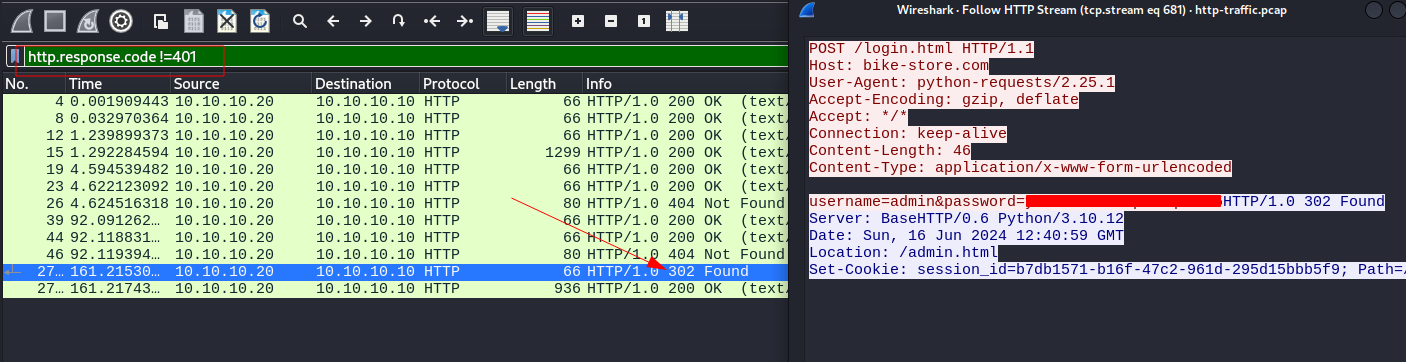 http.response.code !=401
No. Time Source Destination Protocol Length Info
4 0.001909443 10.10.10.20 10.10.10.10 HTTP 66 HTTP/1.0 200 OK (text/
8 0.032970364 10.10.10.20 10.10.10.10 HTTP 66 HTTP/1.0 200 OK (text/
12 1.239899373 10.10.10.20 10.10.10.10 HTTP 66 HTTP/1.0 200 OK (text/
15 1.292284594 10.10.10.20 10.10.10.10 HTTP 1299 HTTP/1.0 200 OK (text/
19 4.594539482 10.10.10.20 10.10.10.10 HTTP 66 HTTP/1.0 200 OK (text/
23 4.622123092 10.10.10.20 10.10.10.10 HTTP 66 HTTP/1.0 200 OK (text/
26 4.624516318 10.10.10.20 10.10.10.10 HTTP 80 HTTP/1.0 404 Not Found
39 92.091262… 10.10.10.20 10.10.10.10 HTTP 66 HTTP/1.0 200 OK (text/
44 92.118831… 10.10.10.20 10.10.10.10 HTTP 66 HTTP/1.0 200 OK (text/
46 92.119394… 10.10.10.20 10.10.10.10 HTTP 80 HTTP/1.0 404 Not Found
27… 161.21530… 10.10.10.20 10.10.10.10 HTTP 66 HTTP/1.0 302 Found
27… 161.21743… 10.10.10.20 10.10.10.10 HTTP 936 HTTP/1.0 200 OK (text/
Wireshark · Follow HTTP Stream (tcp.stream eq 681) · http-traffic.pcap
POST /login.html HTTP/1.1
Host: bike-store.com
User-Agent: python-requests/2.25.1
Accept-Encoding: gzip, deflate
Accept: */*
Connection: keep-alive
Content-Length: 46
Content-Type: application/x-www-form-urlencoded
username=admin&password= HTTP/1.0 302 Found
Server: BaseHTTP/0.6 Python/3.10.12
Date: Sun, 16 Jun 2024 12:40:59 GMT
Location: /admin.html
Set-Cookie: session_id=b7db1571-b16f-47c2-961d-295d15bbb5f9; Path=/